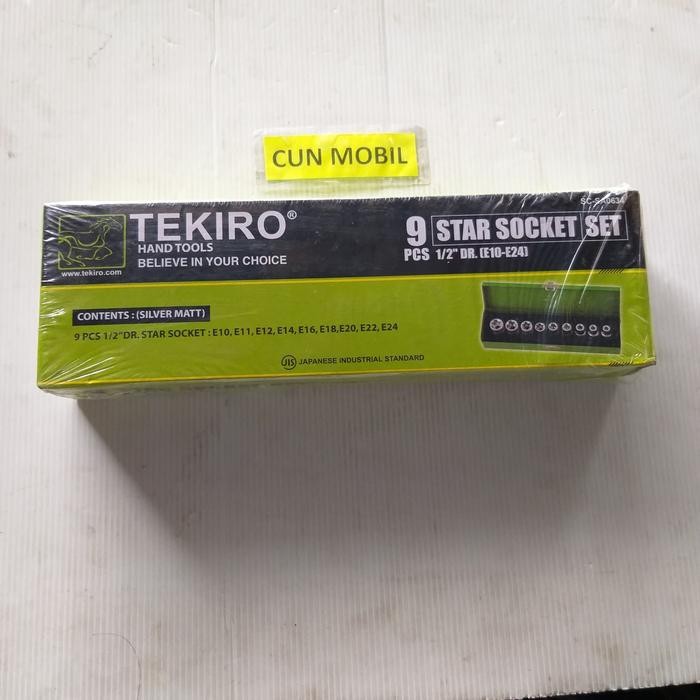 CUN MOBIL
SC-SA0634
TEKIRO®
HAND TOOLS
BELIEVE IN YOUR CHOICE
www.tekiro.com
9 STAR SOCKET SET
PCS 1/2" DR. (E10-E24)
CONTENTS : (SILVER MATT)
9 PCS 1/2"DR. STAR SOCKET : E10, E11, E12, E14, E16, E18,E20, E22, E24
JIS JAPANESE INDUSTRIAL STANDARD